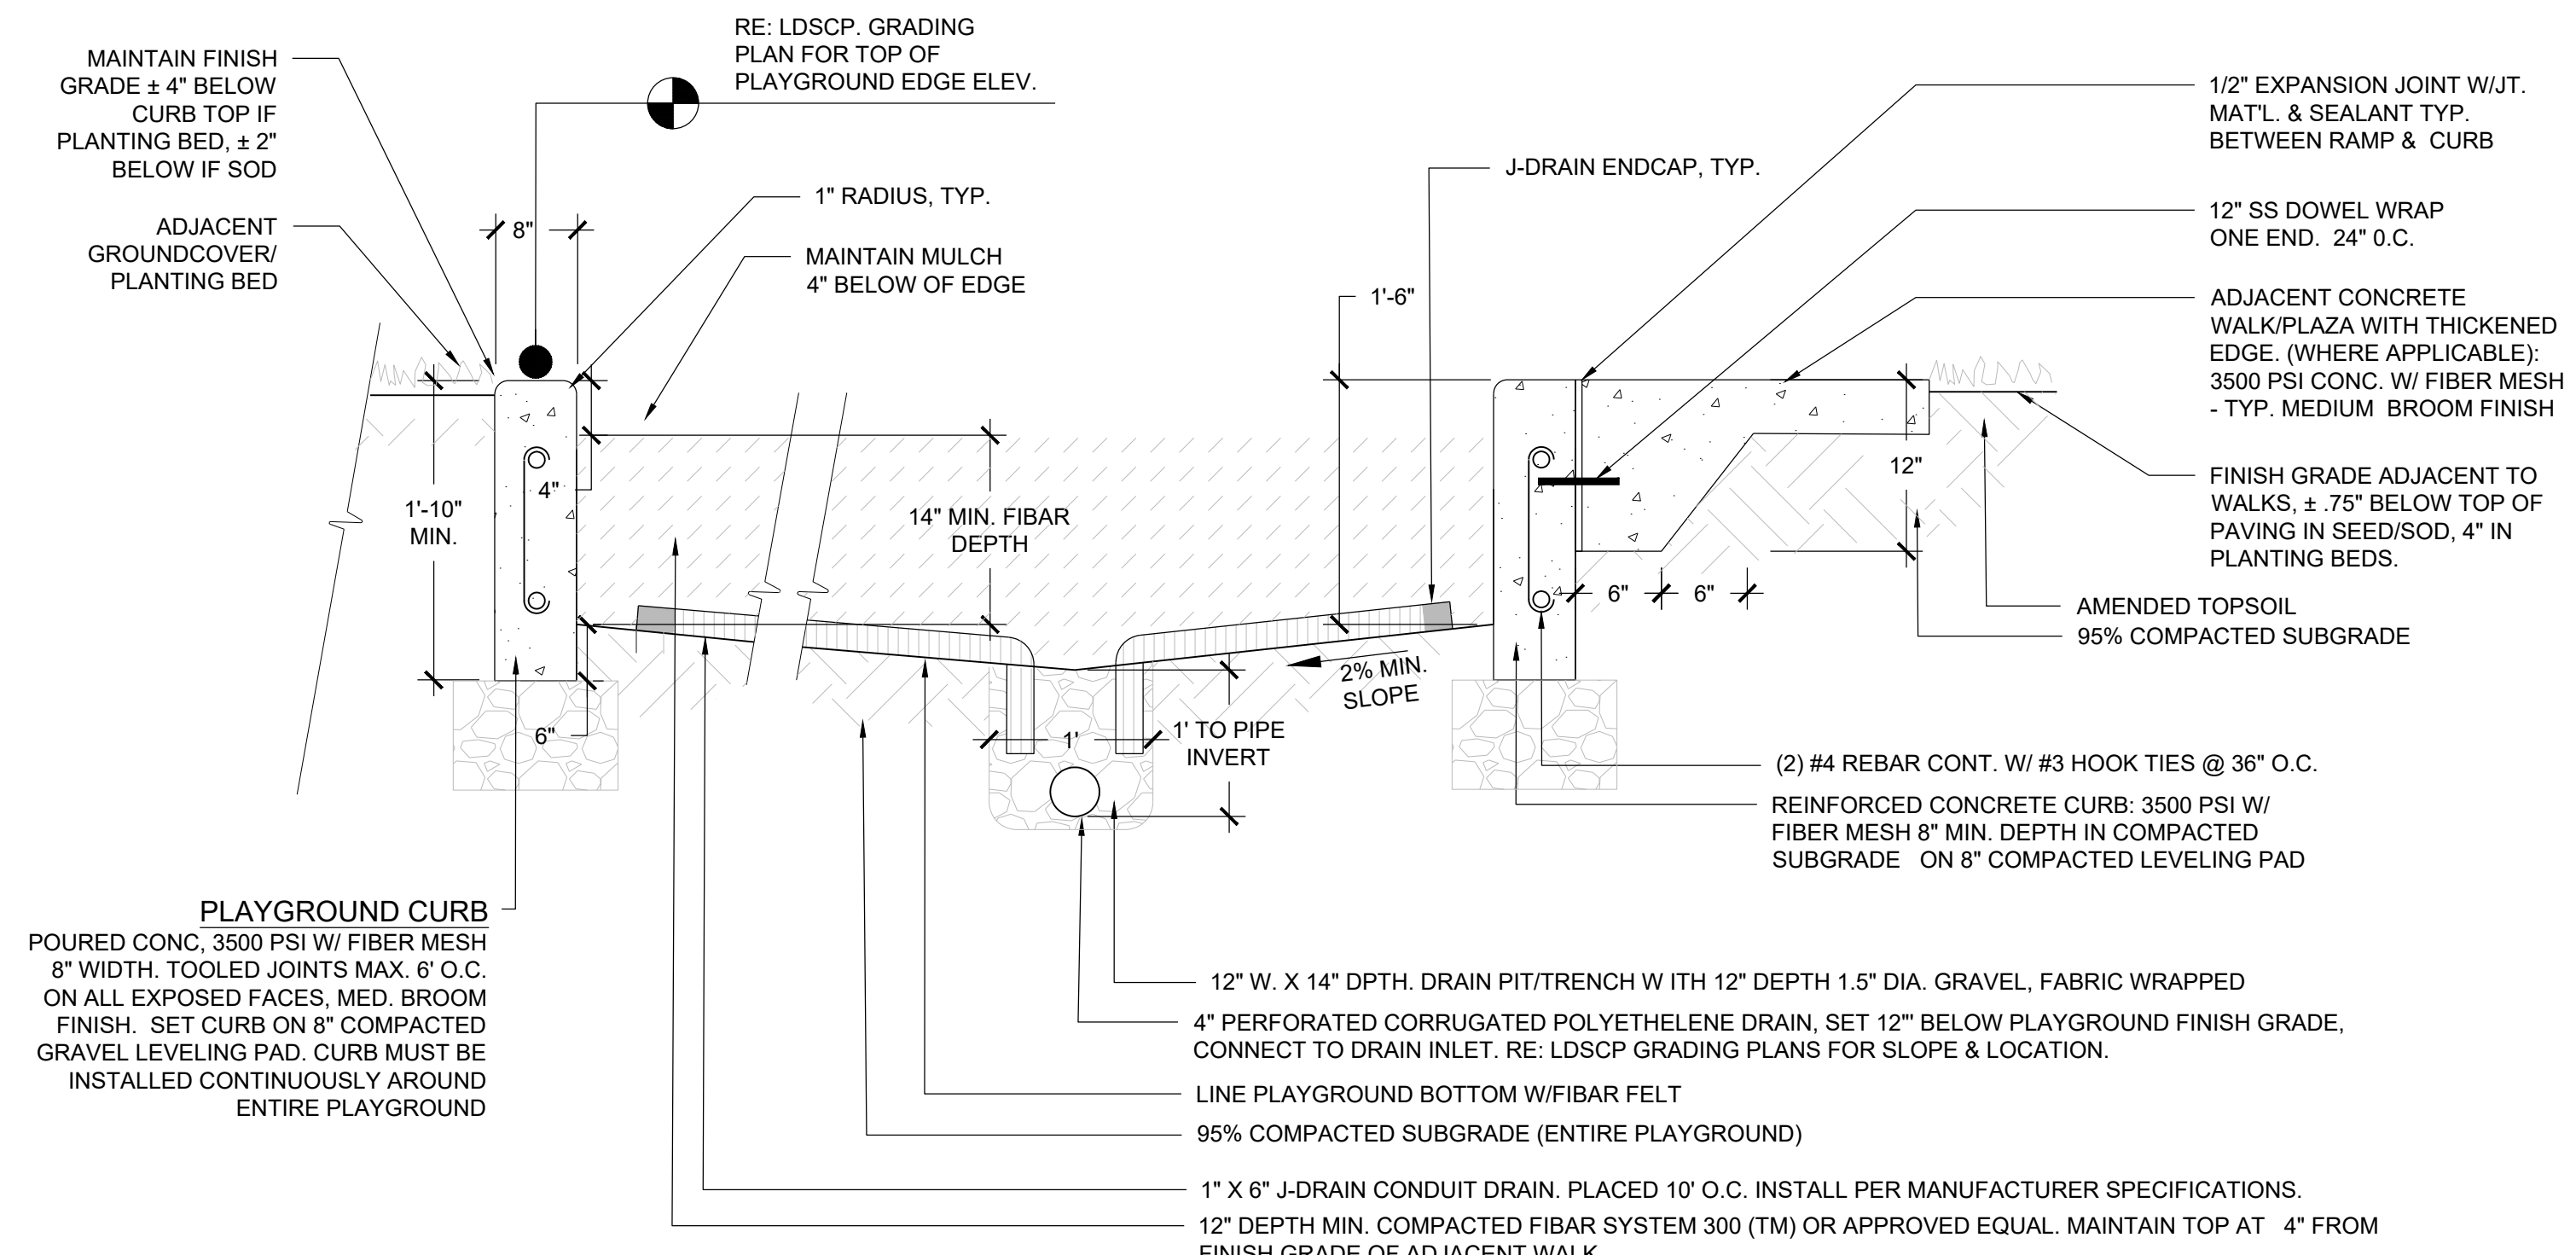 RE: LDSCP. GRADING
PLAN FOR TOP OF
PLAYGROUND EDGE ELEV.
MAINTAIN FINISH
GRADE ± 4" BELOW
CURB TOP IF
PLANTING BED, ± 2"
BELOW IF SOD
ADJACENT
GROUNDCOVER/
PLANTING BED
8"
1" RADIUS, TYP.
MAINTAIN MULCH
4" BELOW OF EDGE
J-DRAIN ENDCAP, TYP.
1'-6"
1/2" EXPANSION JOINT W/JT.
MAT'L. & SEALANT TYP.
BETWEEN RAMP & CURB
12" SS DOWEL WRAP
ONE END. 24" 0.C.
ADJACENT CONCRETE
WALK/PLAZA WITH THICKENED
EDGE. (WHERE APPLICABLE):
3500 PSI CONC. W/ FIBER MESH
- TYP. MEDIUM BROOM FINISH
FINISH GRADE ADJACENT TO
WALKS, ± .75" BELOW TOP OF
PAVING IN SEED/SOD, 4" IN
PLANTING BEDS.
AMENDED TOPSOIL
95% COMPACTED SUBGRADE
1'-10"
MIN.
4"
14" MIN. FIBAR
DEPTH
12"
6"
6"
2% MIN.
SLOPE
6"
1'
1' TO PIPE
INVERT
(2) #4 REBAR CONT. W/ #3 HOOK TIES @ 36" O.C.
REINFORCED CONCRETE CURB: 3500 PSI W/
FIBER MESH 8" MIN. DEPTH IN COMPACTED
SUBGRADE ON 8" COMPACTED LEVELING PAD
PLAYGROUND CURB
POURED CONC, 3500 PSI W/ FIBER MESH
8" WIDTH. TOOLED JOINTS MAX. 6' O.C.
ON ALL EXPOSED FACES, MED. BROOM
FINISH. SET CURB ON 8" COMPACTED
GRAVEL LEVELING PAD. CURB MUST BE
INSTALLED CONTINUOUSLY AROUND
ENTIRE PLAYGROUND
12" W. X 14" DPTH. DRAIN PIT/TRENCH W ITH 12" DEPTH 1.5" DIA. GRAVEL, FABRIC WRAPPED
4" PERFORATED CORRUGATED POLYETHELENE DRAIN, SET 12"' BELOW PLAYGROUND FINISH GRADE,
CONNECT TO DRAIN INLET. RE: LDSCP GRADING PLANS FOR SLOPE & LOCATION.
LINE PLAYGROUND BOTTOM W/FIBAR FELT
95% COMPACTED SUBGRADE (ENTIRE PLAYGROUND)
1" X 6" J-DRAIN CONDUIT DRAIN. PLACED 10' O.C. INSTALL PER MANUFACTURER SPECIFICATIONS.
12" DEPTH MIN. COMPACTED FIBAR SYSTEM 300 (TM) OR APPROVED EQUAL. MAINTAIN TOP AT 4" FROM
FINISH GRADE OF ADJACENT WALK